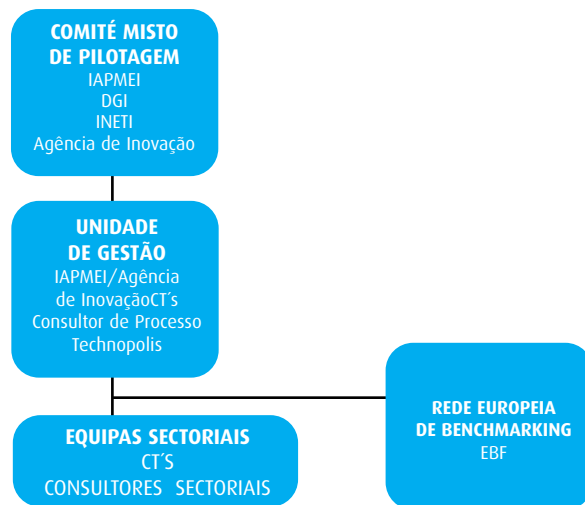 COMITÉ MISTO
DE PILOTAGEM
IAPMEI
DGI
INETI
Agência de Inovação
UNIDADE
DE GESTÃO
IAPMEI/Agência
de InovaçãoCT´s
Consultor de Processo
Technopolis
EQUIPAS SECTORIAIS
CT´S
CONSULTORES SECTORIAIS
REDE EUROPEIA
DE BENCHMARKING
EBF